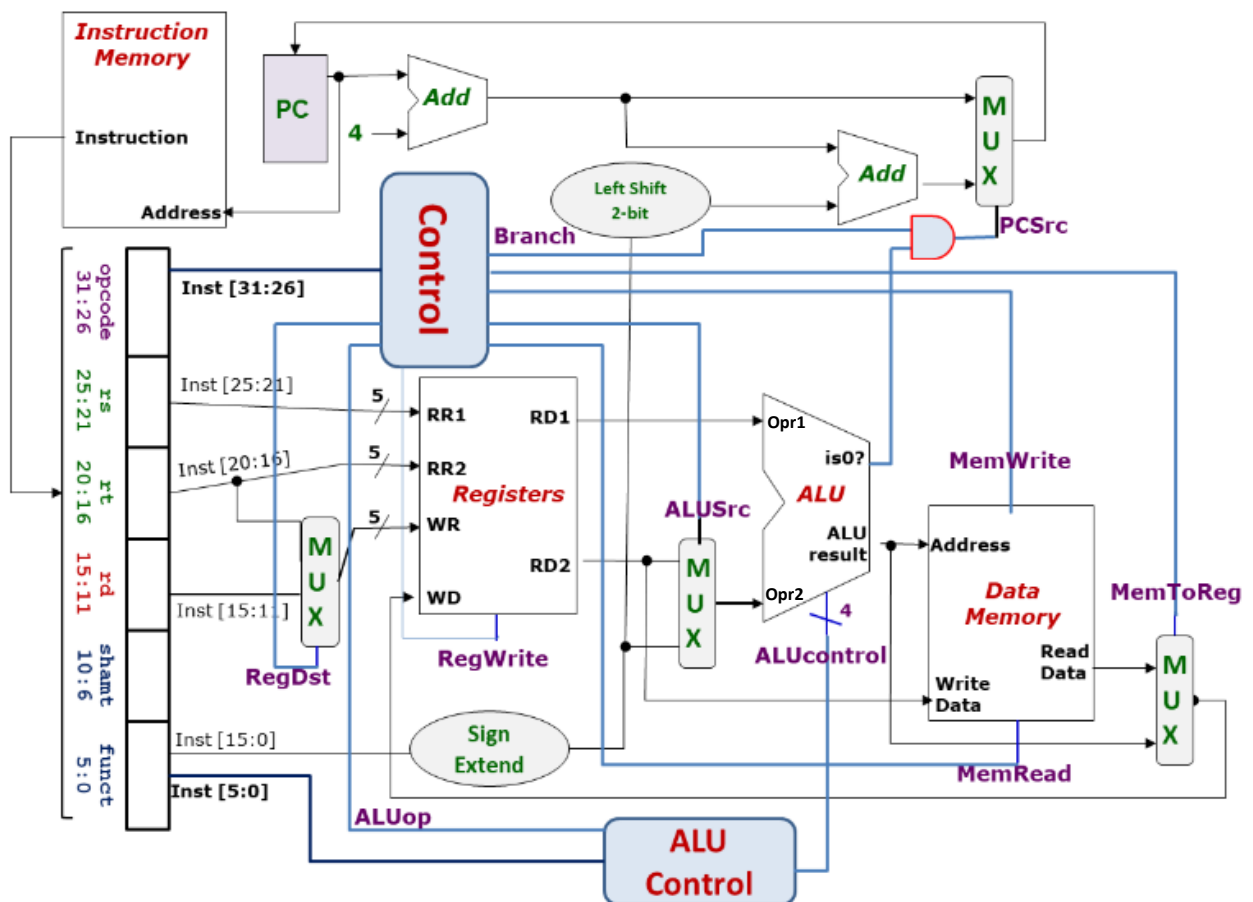 Instruction
Memory
Instruction
Address
PC
4
Add
Add
M
U
X
Left Shift
2-bit
Control
Branch
PCSrc
opcode
31:26
rs
25:21
rt
20:16
rd
15:11
shamt
10:6
funct
5:0
Inst [31:26]
Inst [25:21]
Inst [20:16]
Inst [15:11]
Inst [15:0]
Inst [5:0]
5
5
5
M
U
X
RegDst
RR1
RR2
WR
WD
RD1
RD2
Registers
RegWrite
Sign
Extend
ALUSrc
M
U
X
Opr1
Opr2
is0?
ALU
ALU
result
4
ALUcontrol
MemWrite
Address
Data
Memory
Read
Data
Write
Data
MemRead
MemToReg
M
U
X
ALUop
ALU
Control